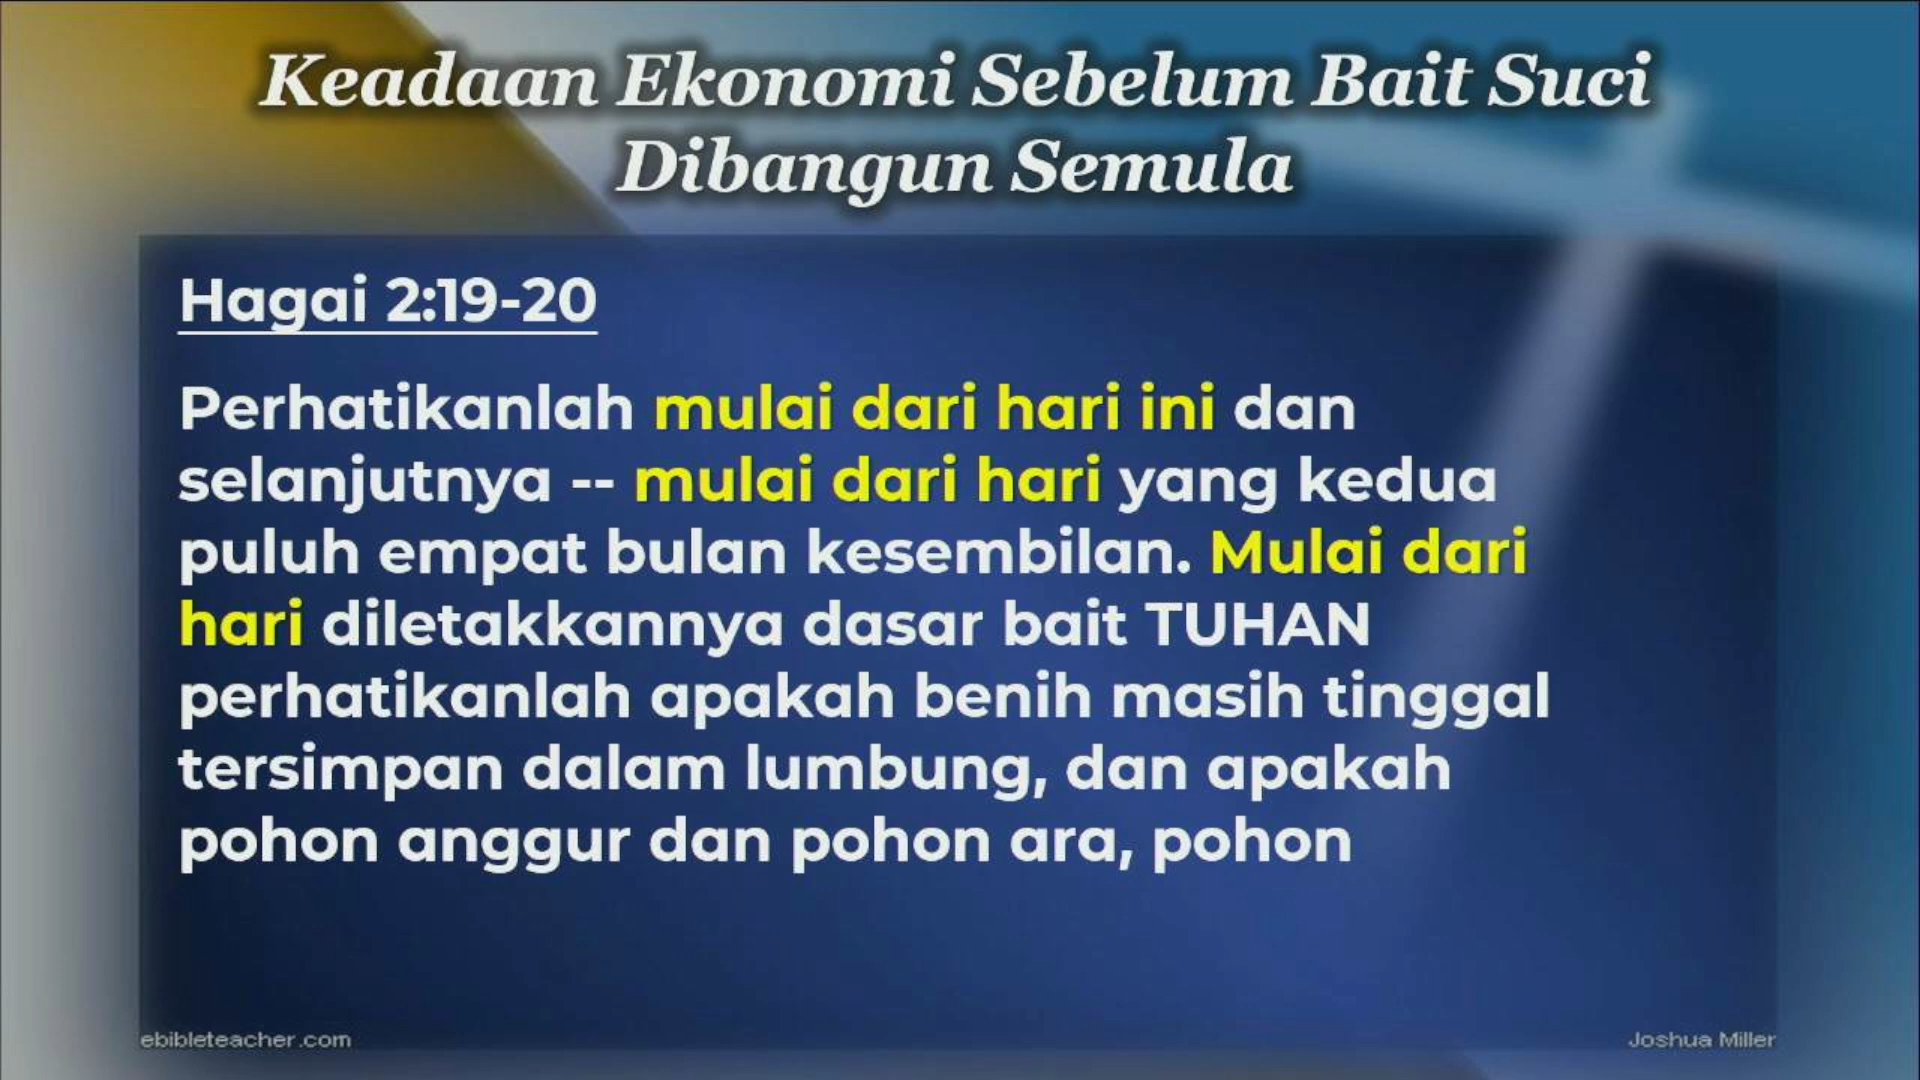 Keadaan Ekonomi Sebelum Bait Suci
Dibangun Semula
Hagai 2:19-20
Perhatikanlah mulai dari hari ini dan
selanjutnya -- mulai dari hari yang kedua
puluh empat bulan kesembilan. Mulai dari
hari diletakkannya dasar bait TUHAN
perhatikanlah apakah benih masih tinggal
tersimpan dalam lumbung, dan apakah
pohon anggur dan pohon ara, pohon
ebibleteacher.com
Joshua Miller